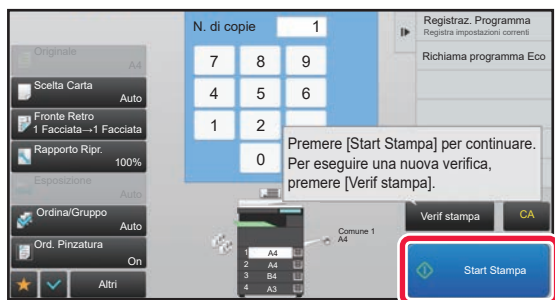 N. di copie
1
Registraz. Programma
Registra impostazioni correnti
Richiama programma Eco
Originale
A4
Scelta Carta
Auto
Fronte Retro
1 Facciata→1 Facciata
Rapporto Ripr.
100%
Esposizione
Auto
Ordina/Gruppo
Auto
Ord. Pinzatura
On
Altri
7 8 9
4 5 6
1 2
0
Premere [Start Stampa] per continuare.
Per eseguire una nuova verifica,
premere [Verif stampa].
Comune 1
A4
1 A4
2 A4
3 B4
4 A3
Verif stampa
CA
Start Stampa